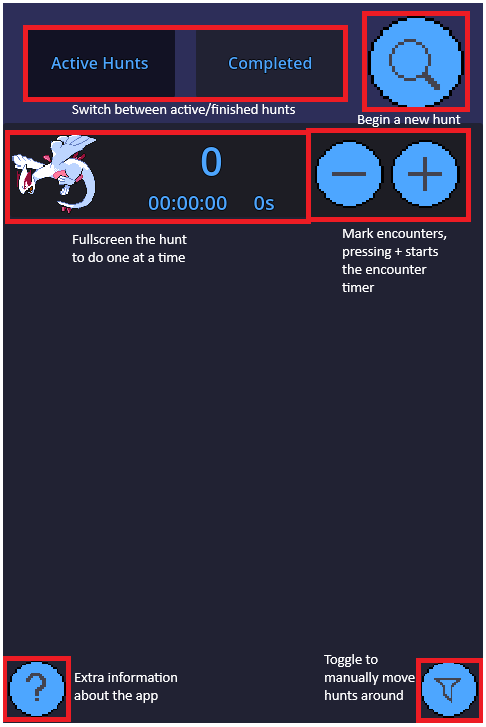 Active Hunts
Completed
Switch between active/finished hunts
Begin a new hunt
0
00:00:00
0s
Fullscreen the hunt
to do one at a time
Mark encounters,
pressing + starts
the encounter
timer
Extra information
about the app
Toggle to
manually move
hunts around